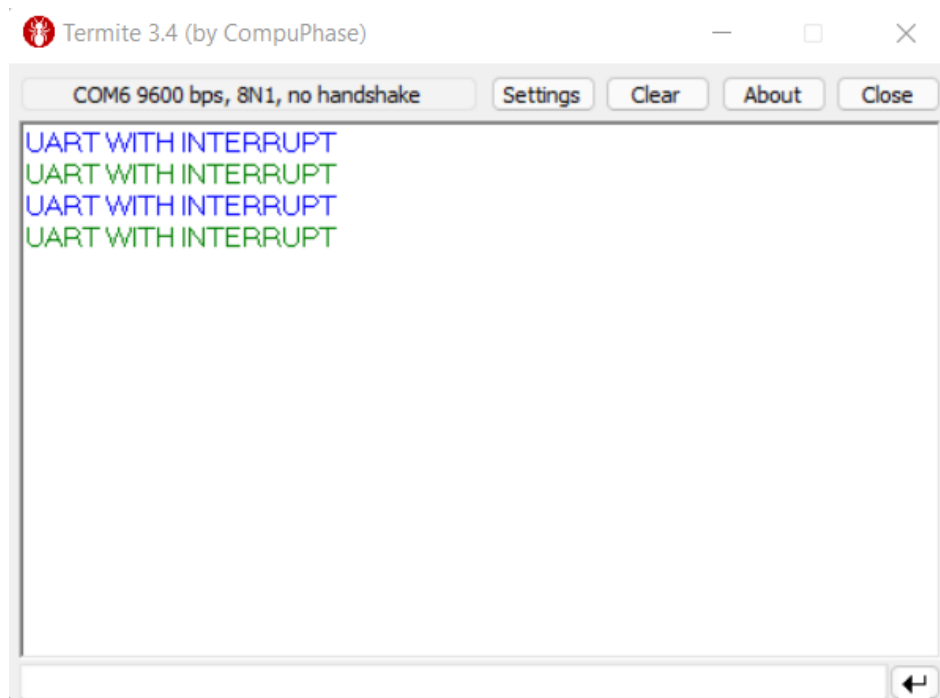 Termite 3.4 (by CompuPhase)
COM6 9600 bps, 8N1, no handshake Settings Clear About Close
UART WITH INTERRUPT
UART WITH INTERRUPT
UART WITH INTERRUPT
UART WITH INTERRUPT